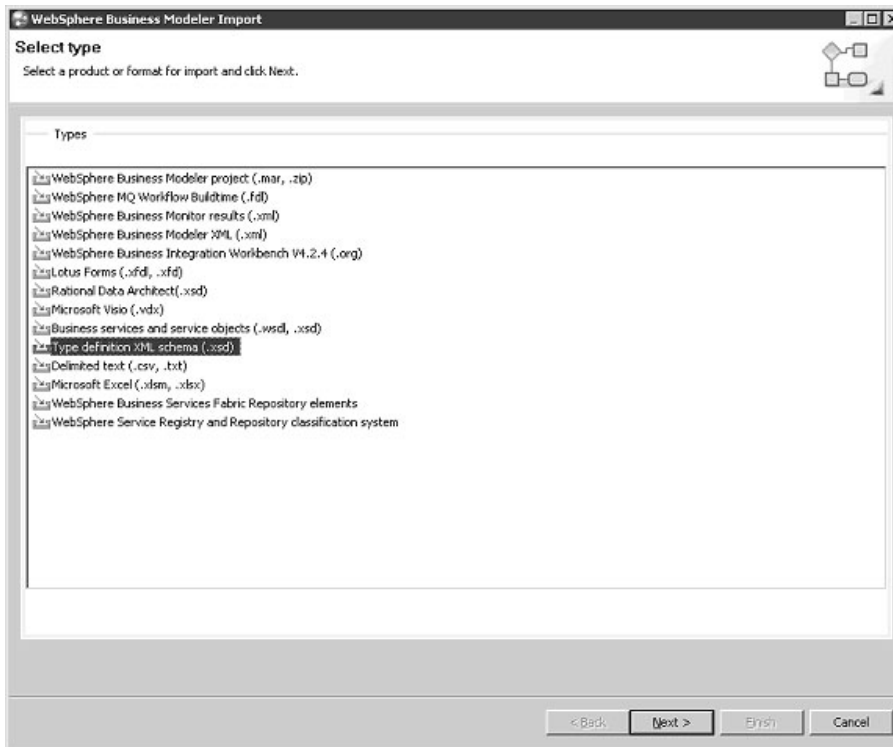 WebSphere Business Modeler Import
Select type
Select a product or format for import and click Next.
Types
WebSphere Business Modeler project (.mar, .zip)
WebSphere MQ Workflow Buildtime (.fdl)
WebSphere Business Monitor results (.xml)
WebSphere Business Modeler XML (.xml)
WebSphere Business Integration Workbench V4.2.4 (.org)
Lotus Forms (.xfdl, .xfd)
Rational Data Architect(.xsd)
Microsoft Visio (.vdx)
Business services and service objects (.wsdl, .xsd)
Type definition XML schema (.xsd)
Delimited text (.csv, .txt)
Microsoft Excel (.xlsm, .xlsx)
WebSphere Business Services Fabric Repository elements
WebSphere Service Registry and Repository classification system
< Back Next > Finish Cancel